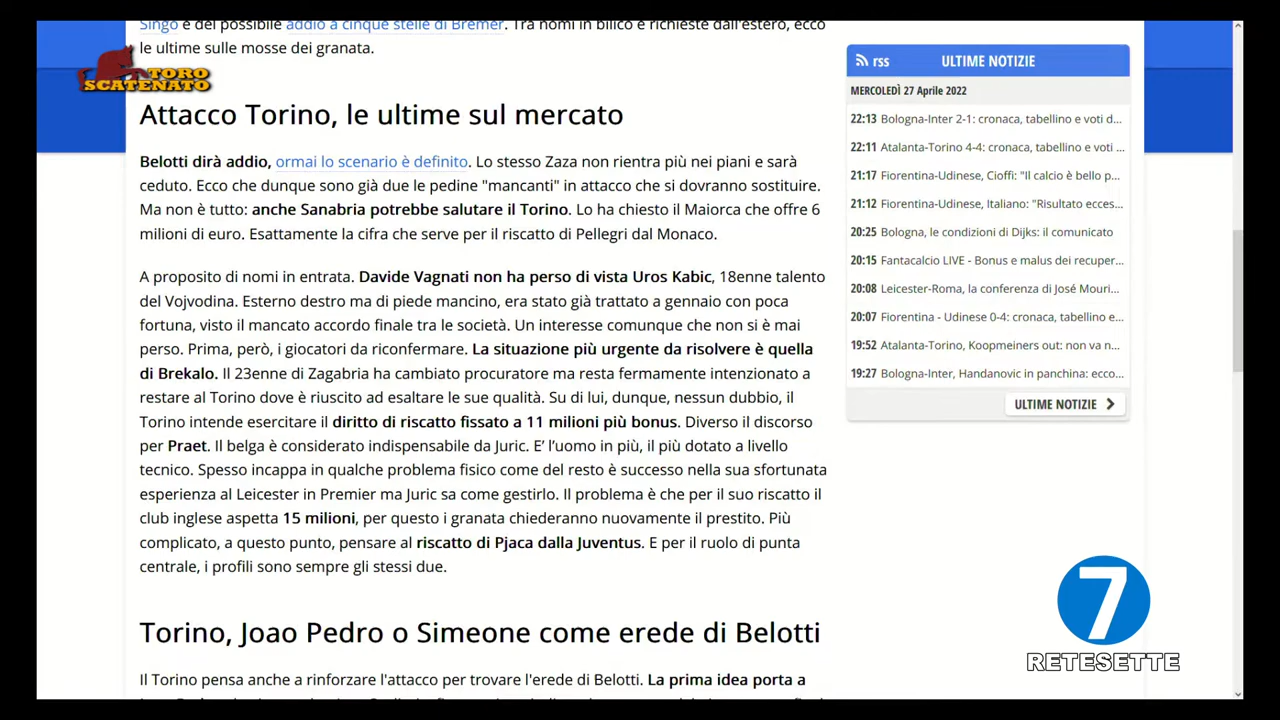 Singo e del possibile addio a cinque stelle di Bremer. Tra nomi in bilico e richieste dall'estero, ecco
le ultime sulle mosse dei granata.
TORO
SCATENATO
Attacco Torino, le ultime sul mercato
Belotti dirà addio, ormai lo scenario è definito. Lo stesso Zaza non rientra più nei piani e sarà
ceduto. Ecco che dunque sono già due le pedine "mancanti" in attacco che si dovranno sostituire.
Ma non è tutto: anche Sanabria potrebbe salutare il Torino. Lo ha chiesto il Maiorca che offre 6
milioni di euro. Esattamente la cifra che serve per il riscatto di Pellegri dal Monaco.
A proposito di nomi in entrata. Davide Vagnati non ha perso di vista Uros Kabic, 18enne talento
del Vojvodina. Esterno destro ma di piede mancino, era stato già trattato a gennaio con poca
fortuna, visto il mancato accordo finale tra le società. Un interesse comunque che non si è mai
perso. Prima, però, i giocatori da riconfermare. La situazione più urgente da risolvere è quella
di Brekalo. Il 23enne di Zagabria ha cambiato procuratore ma resta fermamente intenzionato a
restare al Torino dove è riuscito ad esaltare le sue qualità. Su di lui, dunque, nessun dubbio, il
Torino intende esercitare il diritto di riscatto fissato a 11 milioni più bonus. Diverso il discorso
per Praet. Il belga è considerato indispensabile da Juric. E' l'uomo in più, il più dotato a livello
tecnico. Spesso incappa in qualche problema fisico come del resto è successo nella sua sfortunata
esperienza al Leicester in Premier ma Juric sa come gestirlo. Il problema è che per il suo riscatto il
club inglese aspetta 15 milioni, per questo i granata chiederanno nuovamente il prestito. Più
complicato, a questo punto, pensare al riscatto di Pjaca dalla Juventus. E per il ruolo di punta
centrale, i profili sono sempre gli stessi due.
Torino, Joao Pedro o Simeone come erede di Belotti
Il Torino pensa anche a rinforzare l'attacco per trovare l'erede di Belotti. La prima idea porta a
rss ULTIME NOTIZIE
MERCOLEDÌ 27 Aprile 2022
22:13 Bologna-Inter 2-1: cronaca, tabellino e voti d...
22:11 Atalanta-Torino 4-4: cronaca, tabellino e voti ...
21:17 Fiorentina-Udinese, Cioffi: "Il calcio è bello p...
21:12 Fiorentina-Udinese, Italiano: "Risultato ecces...
20:25 Bologna, le condizioni di Dijks: il comunicato
20:15 Fantacalcio LIVE - Bonus e malus dei recuper...
20:08 Leicester-Roma, la conferenza di José Mouri...
20:07 Fiorentina - Udinese 0-4: cronaca, tabellino e...
19:52 Atalanta-Torino, Koopmeiners out: non va n...
19:27 Bologna-Inter, Handanovic in panchina: ecco...
ULTIME NOTIZIE
7
RETESETTE